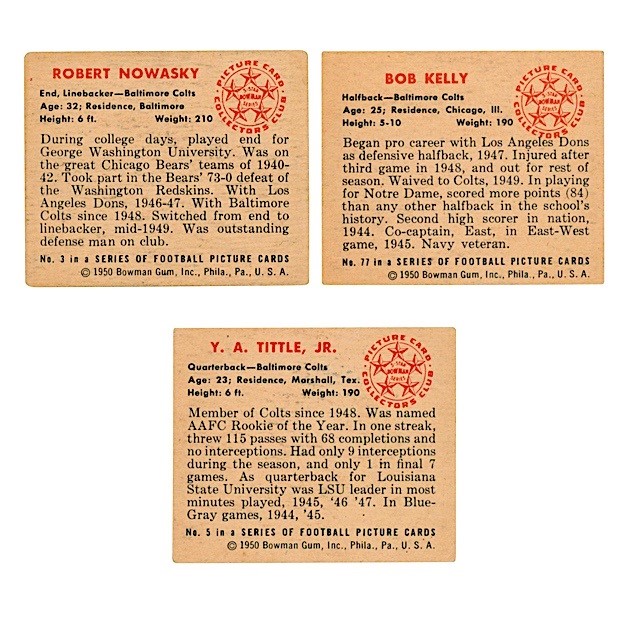 ROBERT NOWASKY
End, Linebacker—Baltimore Colts
Age: 32; Residence, Baltimore
Height: 6 ft. Weight: 210
PICTURE CARD
COLLECTORS CLUB
5-STAR
BOWMAN
SERIES
During college days, played end for
George Washington University. Was on
the great Chicago Bears' teams of 1940-
42. Took part in the Bears' 73-0 defeat of
the Washington Redskins. With Los
Angeles Dons, 1946-47. With Baltimore
Colts since 1948. Switched from end to
linebacker, mid-1949. Was outstanding
defense man on club.
No. 3 in a SERIES OF FOOTBALL PICTURE CARDS
© 1950 Bowman Gum, Inc., Phila., Pa., U. S. A.
BOB KELLY
Halfback—Baltimore Colts
Age: 25; Residence, Chicago, Ill.
Height: 5-10 Weight: 190
PICTURE CARD
COLLECTORS CLUB
5-STAR
BOWMAN
SERIES
Began pro career with Los Angeles Dons
as defensive halfback, 1947. Injured after
third game in 1948, and out for rest of
season. Waived to Colts, 1949. In playing
for Notre Dame, scored more points (84)
than any other halfback in the school's
history. Second high scorer in nation,
1944. Co-captain, East, in East-West
game, 1945. Navy veteran.
No. 77 in a SERIES OF FOOTBALL PICTURE CARDS
© 1950 Bowman Gum, Inc., Phila., Pa., U. S. A.
Y. A. TITTLE, JR.
Quarterback—Baltimore Colts
Age: 23; Residence, Marshall, Tex.
Height: 6 ft. Weight: 190
PICTURE CARD
COLLECTORS CLUB
5-STAR
BOWMAN
SERIES
Member of Colts since 1948. Was named
AAFC Rookie of the Year. In one streak,
threw 115 passes with 68 completions and
no interceptions. Had only 9 interceptions
during the season, and only 1 in final 7
games. As quarterback for Louisiana
State University was LSU leader in most
minutes played, 1945, '46 '47. In Blue-
Gray games, 1944, '45.
No. 5 in a SERIES OF FOOTBALL PICTURE CARDS
© 1950 Bowman Gum, Inc., Phila., Pa., U. S. A.